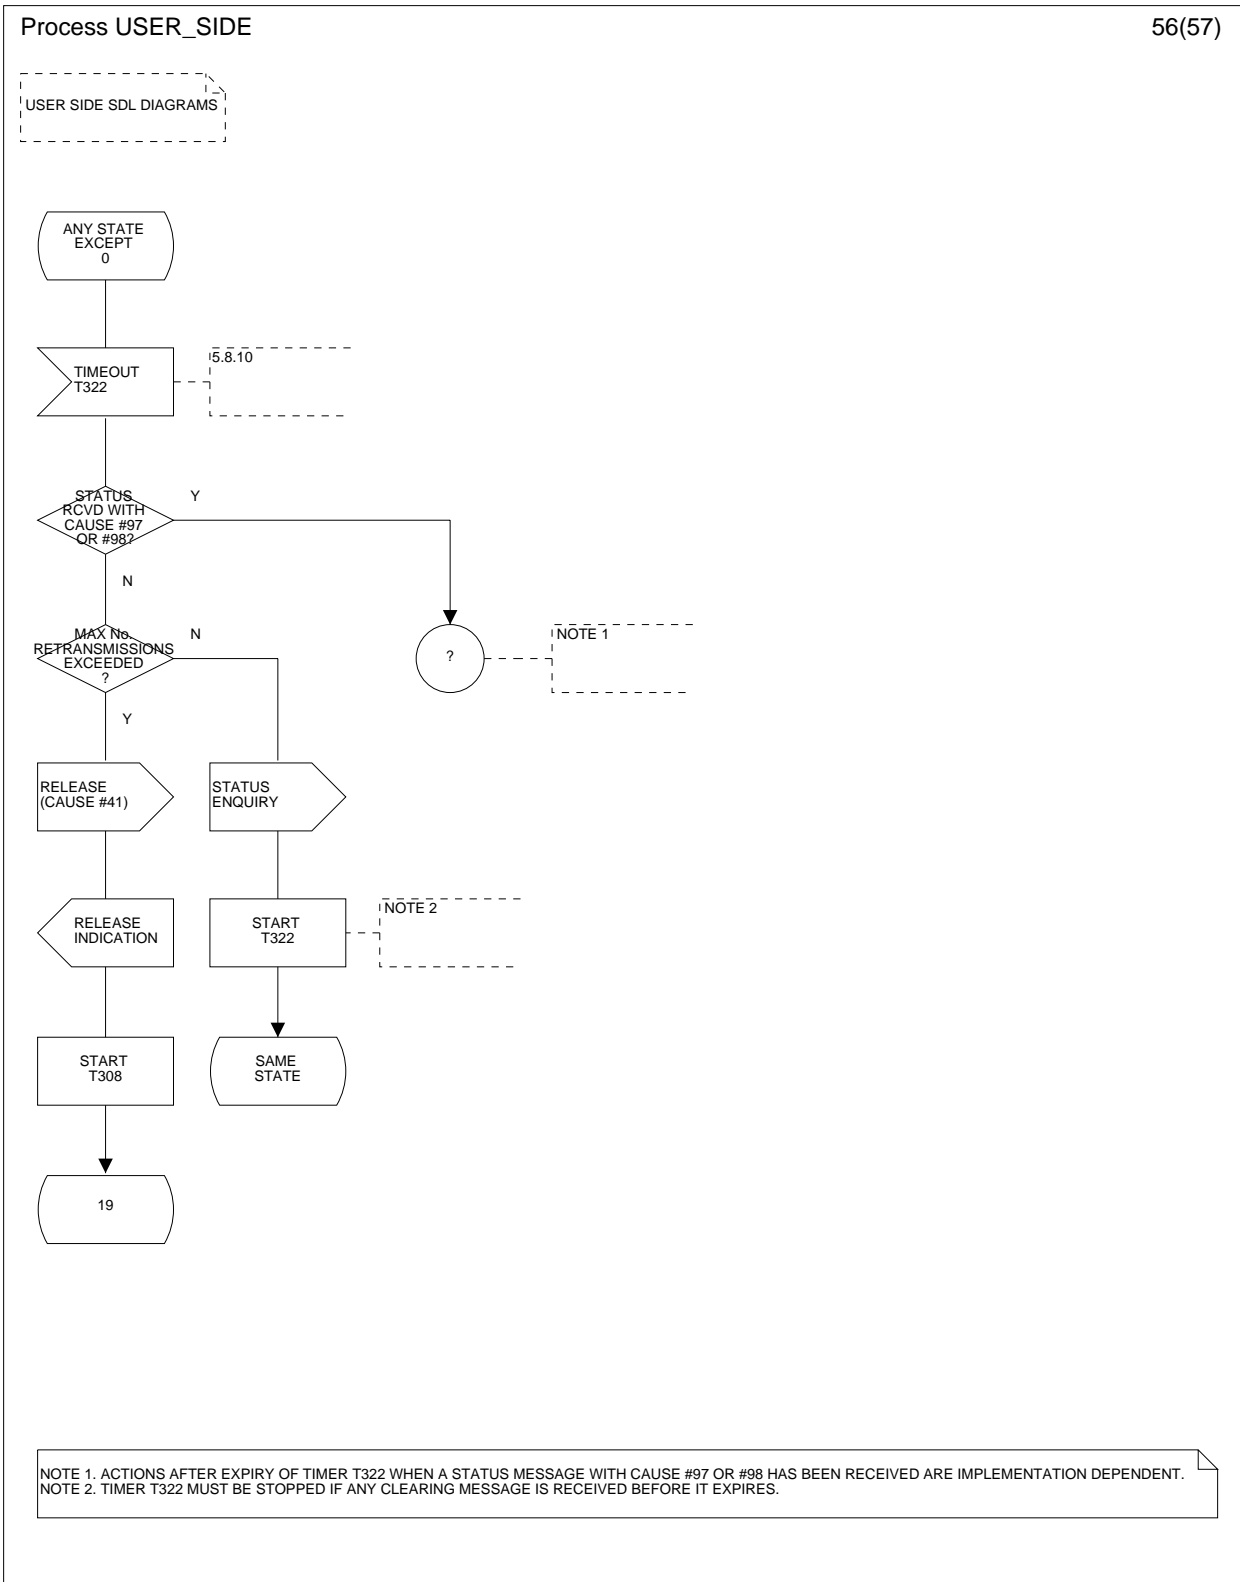 Process USER_SIDE
56(57)
USER SIDE SDL DIAGRAMS
ANY STATE
EXCEPT
0
TIMEOUT
T322
5.8.10
STATUS
RCVD WITH
CAUSE #97
OR #98?
Y
N
MAX No.
RETRANSMISSIONS
EXCEEDED
?
N
?
NOTE 1
Y
RELEASE
(CAUSE #41)
STATUS
ENQUIRY
RELEASE
INDICATION
START
T322
NOTE 2
START
T308
SAME
STATE
19
NOTE 1. ACTIONS AFTER EXPIRY OF TIMER T322 WHEN A STATUS MESSAGE WITH CAUSE #97 OR #98 HAS BEEN RECEIVED ARE IMPLEMENTATION DEPENDENT.
NOTE 2. TIMER T322 MUST BE STOPPED IF ANY CLEARING MESSAGE IS RECEIVED BEFORE IT EXPIRES.